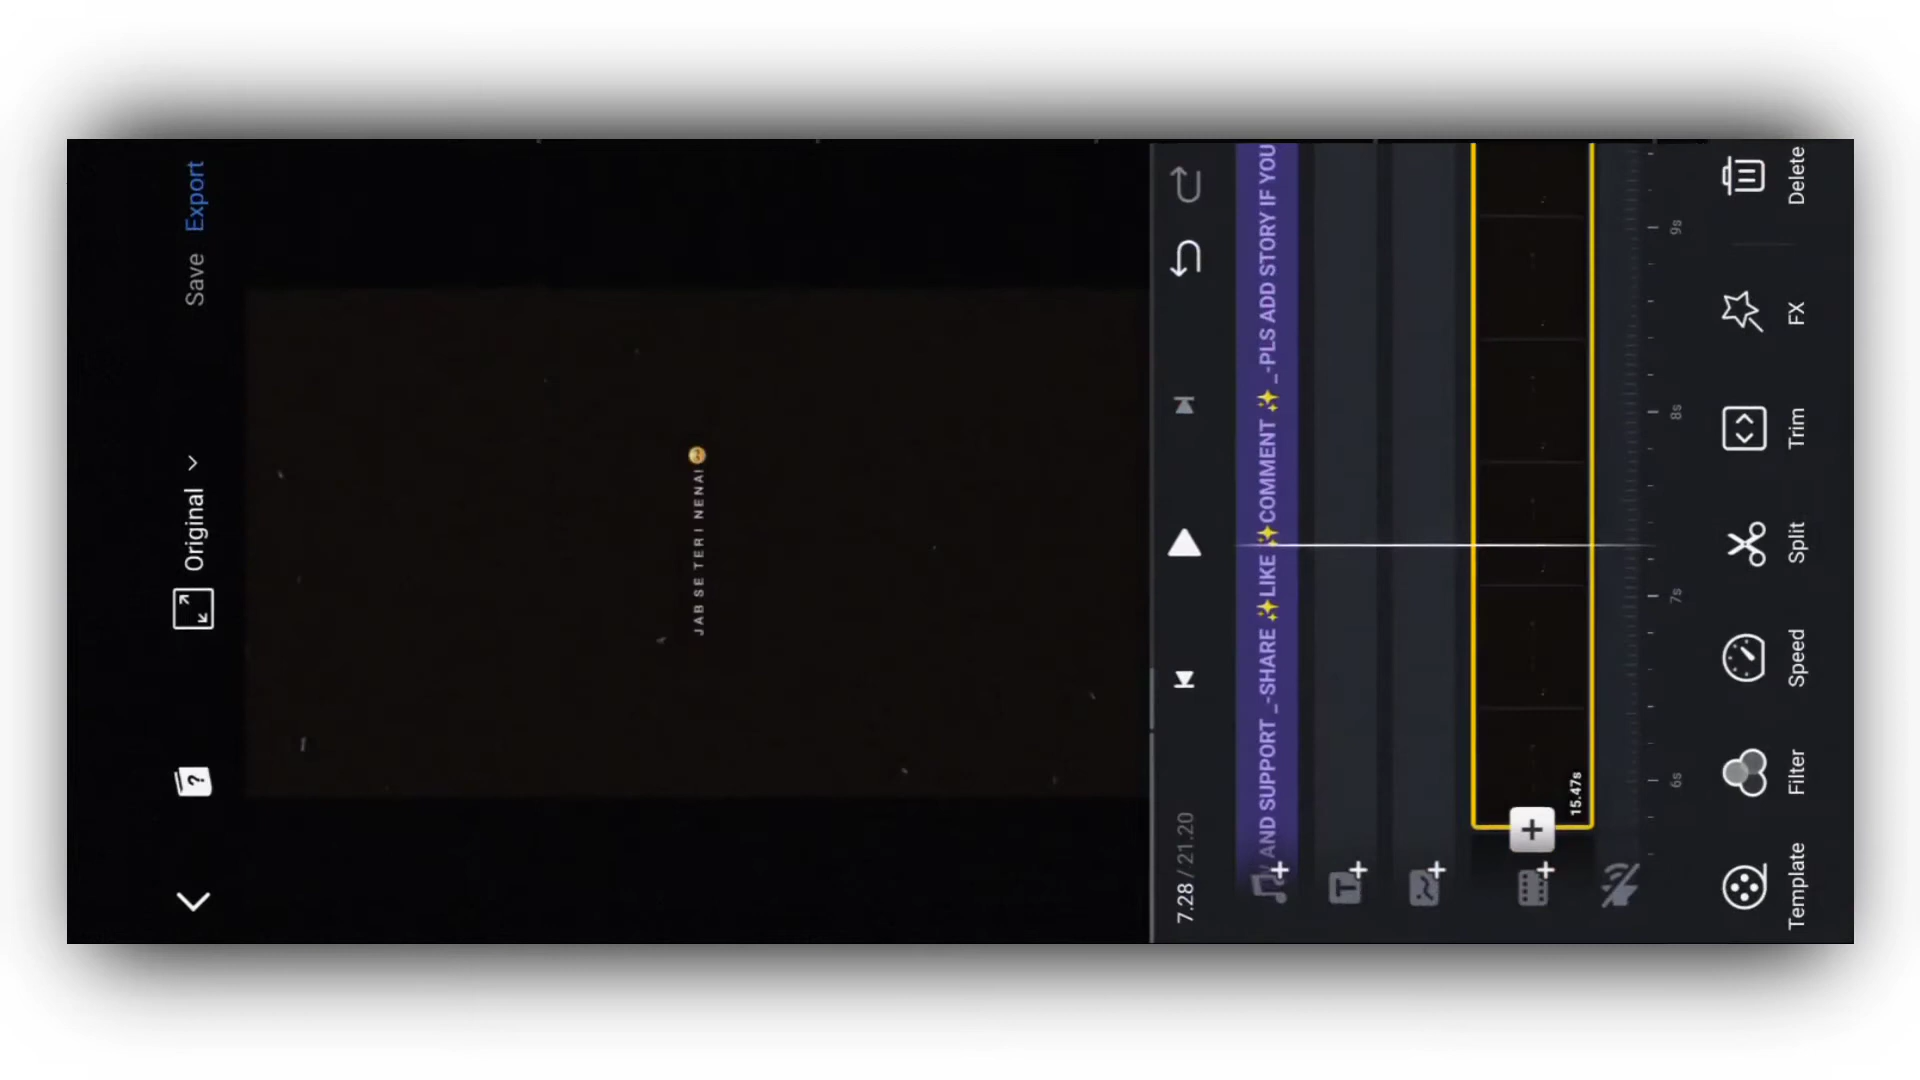 Original
Save
Export
JAB SE TERI NENA!
7.28 / 21.20
AND SUPPORT _-SHARE ✨LIKE ✨COMMENT ✨_-PLS ADD STORY IF YOU
15.47s
6s
7s
8s
9s
Template
Filter
Speed
Split
Trim
FX
Delete